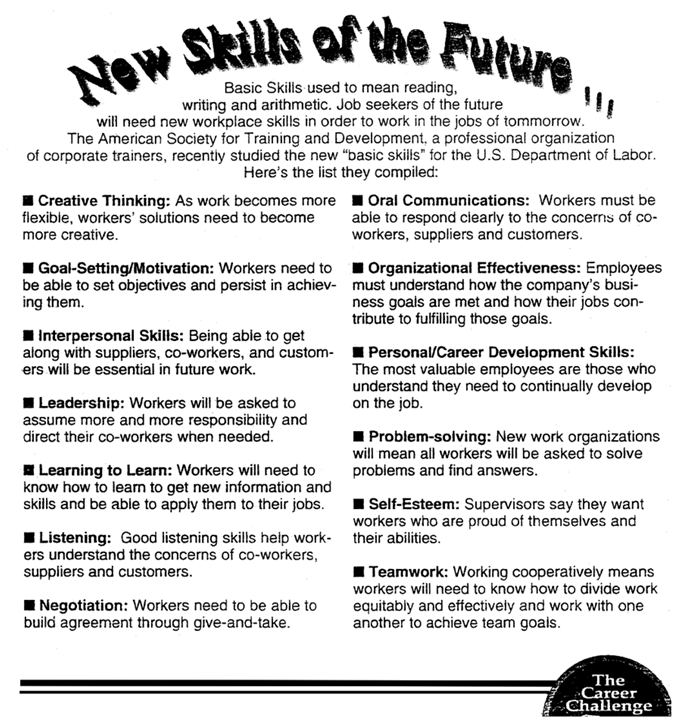 New Skills of the Future...
Basic Skills used to mean reading,
writing and arithmetic. Job seekers of the future
will need new workplace skills in order to work in the jobs of tommorrow.
The American Society for Training and Development, a professional organization
of corporate trainers, recently studied the new "basic skills" for the U.S. Department of Labor.
Here's the list they compiled:
■ Creative Thinking: As work becomes more
flexible, workers' solutions need to become
more creative.
■ Goal-Setting/Motivation: Workers need to
be able to set objectives and persist in achiev-
ing them.
■ Interpersonal Skills: Being able to get
along with suppliers, co-workers, and custom-
ers will be essential in future work.
■ Leadership: Workers will be asked to
assume more and more responsibility and
direct their co-workers when needed.
■ Learning to Learn: Workers will need to
know how to learn to get new information and
skills and be able to apply them to their jobs.
■ Listening: Good listening skills help work-
ers understand the concerns of co-workers,
suppliers and customers.
■ Negotiation: Workers need to be able to
build agreement through give-and-take.
■ Oral Communications: Workers must be
able to respond clearly to the concerns of co-
workers, suppliers and customers.
■ Organizational Effectiveness: Employees
must understand how the company's busi-
ness goals are met and how their jobs con-
tribute to fulfilling those goals.
■ Personal/Career Development Skills:
The most valuable employees are those who
understand they need to continually develop
on the job.
■ Problem-solving: New work organizations
will mean all workers will be asked to solve
problems and find answers.
■ Self-Esteem: Supervisors say they want
workers who are proud of themselves and
their abilities.
■ Teamwork: Working cooperatively means
workers will need to know how to divide work
equitably and effectively and work with one
another to achieve team goals.
The
Career
Challenge